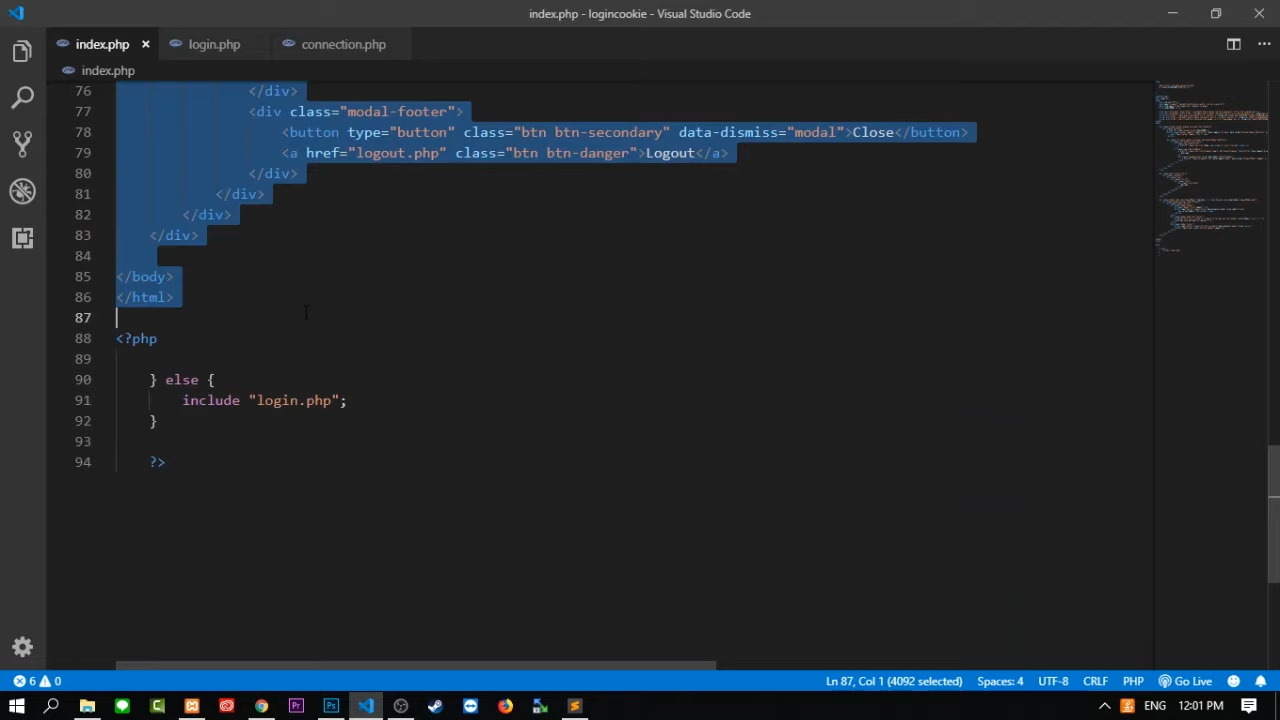 index.php - logincookie - Visual Studio Code
index.php login.php connection.php
index.php
76 </div>
77 <div class="modal-footer">
78 <button type="button" class="btn btn-secondary" data-dismiss="modal">Close</button>
79 <a href="logout.php" class="btn btn-danger">Logout</a>
80 </div>
81 </div>
82 </div>
83 </div>
84
85 </body>
86 </html>
87
88 <?php
89
90 } else {
91 include "login.php";
92 }
93
94 ?>
6 0 Ln 87, Col 1 (4092 selected) Spaces: 4 UTF-8 CRLF PHP Go Live
ENG 12:01 PM